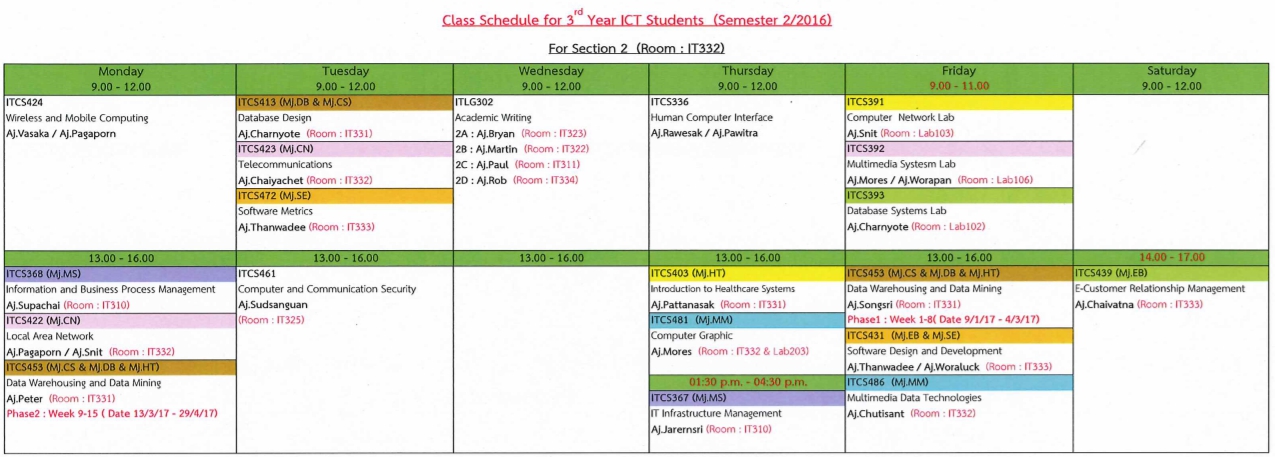 Class Schedule for 3rd Year ICT Students (Semester 2/2016)
For Section 2 (Room : IT332)
Monday
9.00 - 12.00
Tuesday
9.00 - 12.00
Wednesday
9.00 - 12.00
Thursday
9.00 - 12.00
Friday
9.00 - 11.00
Saturday
9.00 - 12.00
ITCS424
Wireless and Mobile Computing
Aj.Vasaka / Aj.Pagaporn
ITCS413 (Mj.DB & Mj.CS)
Database Design
Aj.Charnyote (Room : IT331)
ITCS423 (Mj.CN)
Telecommunications
Aj.Chaiyachet (Room : IT332)
ITCS472 (Mj.SE)
Software Metrics
Aj.Thanwadee (Room : IT333)
ITLG302
Academic Writing
2A : Aj.Bryan (Room : IT323)
2B : Aj.Martin (Room : IT322)
2C : Aj.Paul (Room : IT311)
2D : Aj.Rob (Room : IT334)
ITCS336
Human Computer Interface
Aj.Rawesak / Aj.Pawitra
ITCS391
Computer Network Lab
Aj.Snit (Room : Lab103)
ITCS392
Multimedia Systesm Lab
Aj.Mores / Aj.Worapan (Room : Lab106)
ITCS393
Database Systems Lab
Aj.Charnyote (Room : Lab102)
13.00 - 16.00
13.00 - 16.00
13.00 - 16.00
13.00 - 16.00
13.00 - 16.00
14.00 - 17.00
ITCS368 (Mj.MS)
Information and Business Process Management
Aj.Supachai (Room : IT310)
ITCS422 (Mj.CN)
Local Area Network
Aj.Pagaporn / Aj.Snit (Room : IT332)
ITCS453 (Mj.CS & Mj.DB & Mj.HT)
Data Warehousing and Data Mining
Aj.Peter (Room : IT331)
Phase2 : Week 9-15 ( Date 13/3/17 - 29/4/17)
ITCS461
Computer and Communication Security
Aj.Sudsanguan
(Room : IT325)
ITCS403 (Mj.HT)
Introduction to Healthcare Systems
Aj.Pattanasak (Room : IT331)
ITCS481 (Mj.MM)
Computer Graphic
Aj.Mores (Room : IT332 & Lab203)
01:30 p.m. - 04:30 p.m.
ITCS367 (Mj.MS)
IT Infrastructure Management
Aj.Jarernsri (Room : IT310)
ITCS453 (Mj.CS & Mj.DB & Mj.HT)
Data Warehousing and Data Mining
Aj.Songsri (Room : IT331)
Phase1 : Week 1-8( Date 9/1/17 - 4/3/17)
ITCS431 (Mj.EB & Mj.SE)
Software Design and Development
Aj.Thanwadee / Aj.Woraluck (Room : IT333)
ITCS486 (Mj.MM)
Multimedia Data Technologies
Aj.Chutisant (Room : IT332)
ITCS439 (Mj.EB)
E-Customer Relationship Management
Aj.Chaivatna (Room : IT333)